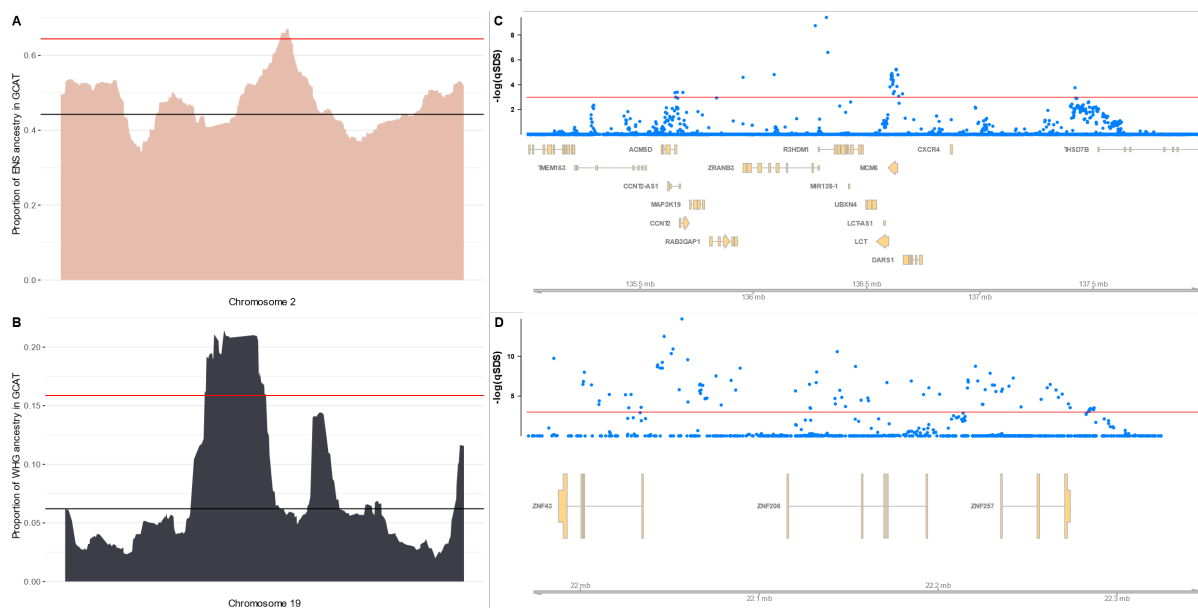 A
Proportion of ENS ancestry in GCAT
0.6
0.4
0.2
0.0
Chromosome 2
B
Proportion of WHG ancestry in GCAT
0.20
0.15
0.10
0.05
0.00
Chromosome 19
C
-log(qSDS)
8
6
4
2
ACMSD
R3HDM1
CXCR4
THSD7B
TMEM163
ZRANB3
MCM6
CCNT2-AS1
MIR128-1
MAP3K19
UBXN4
CCNT2
LCT-AS1
RAB3GAP1
LCT
DARS1
135.5 mb
136 mb
136.5 mb
137 mb
137.5 mb
D
-log(qSDS)
10
5
ZNF43
ZNF208
ZNF257
22 mb
22.1 mb
22.2 mb
22.3 mb